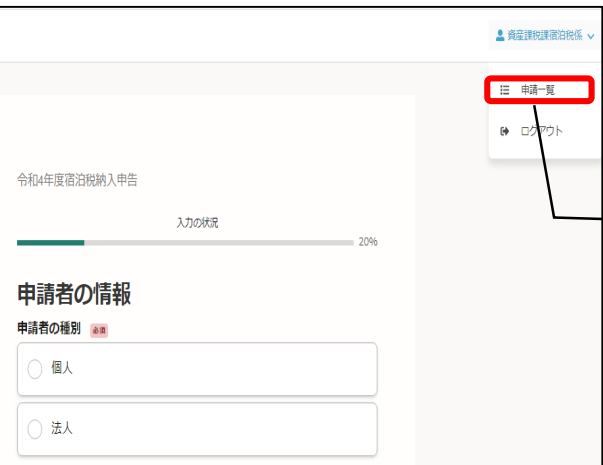 資産課税課宿泊税係
申請一覧
ログアウト
令和4年度宿泊税納入申告
入力の状況
20%
申請者の情報
申請者の種別 必須
個人
法人